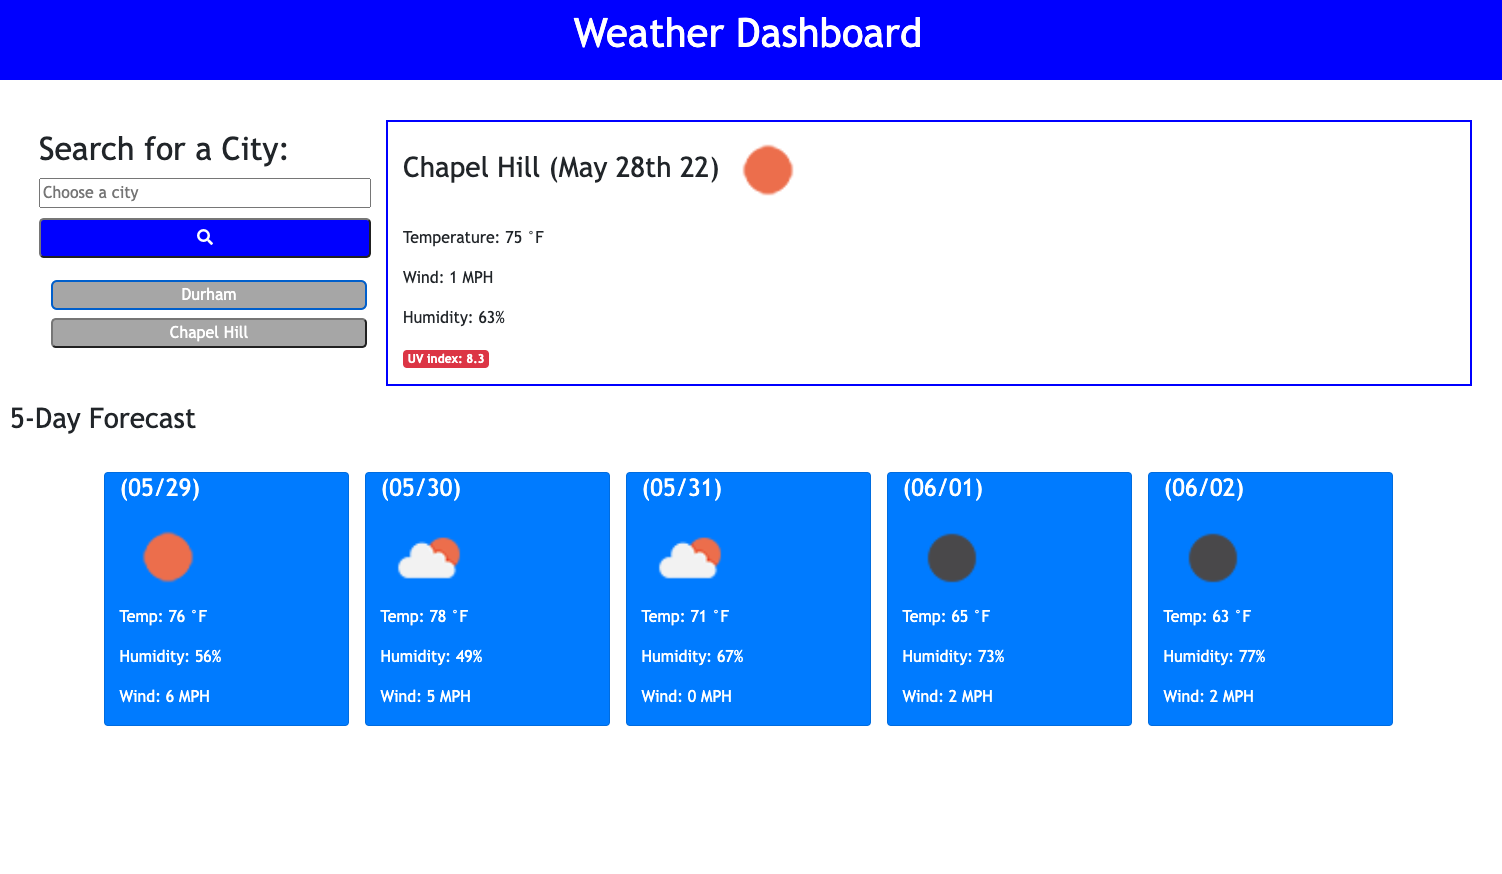 Weather Dashboard
Search for a City:
Choose a city
Durham
Chapel Hill
Chapel Hill (May 28th 22)
Temperature: 75 °F
Wind: 1 MPH
Humidity: 63%
UV index: 8.3
5-Day Forecast
(05/29)
Temp: 76 °F
Humidity: 56%
Wind: 6 MPH
(05/30)
Temp: 78 °F
Humidity: 49%
Wind: 5 MPH
(05/31)
Temp: 71 °F
Humidity: 67%
Wind: 0 MPH
(06/01)
Temp: 65 °F
Humidity: 73%
Wind: 2 MPH
(06/02)
Temp: 63 °F
Humidity: 77%
Wind: 2 MPH